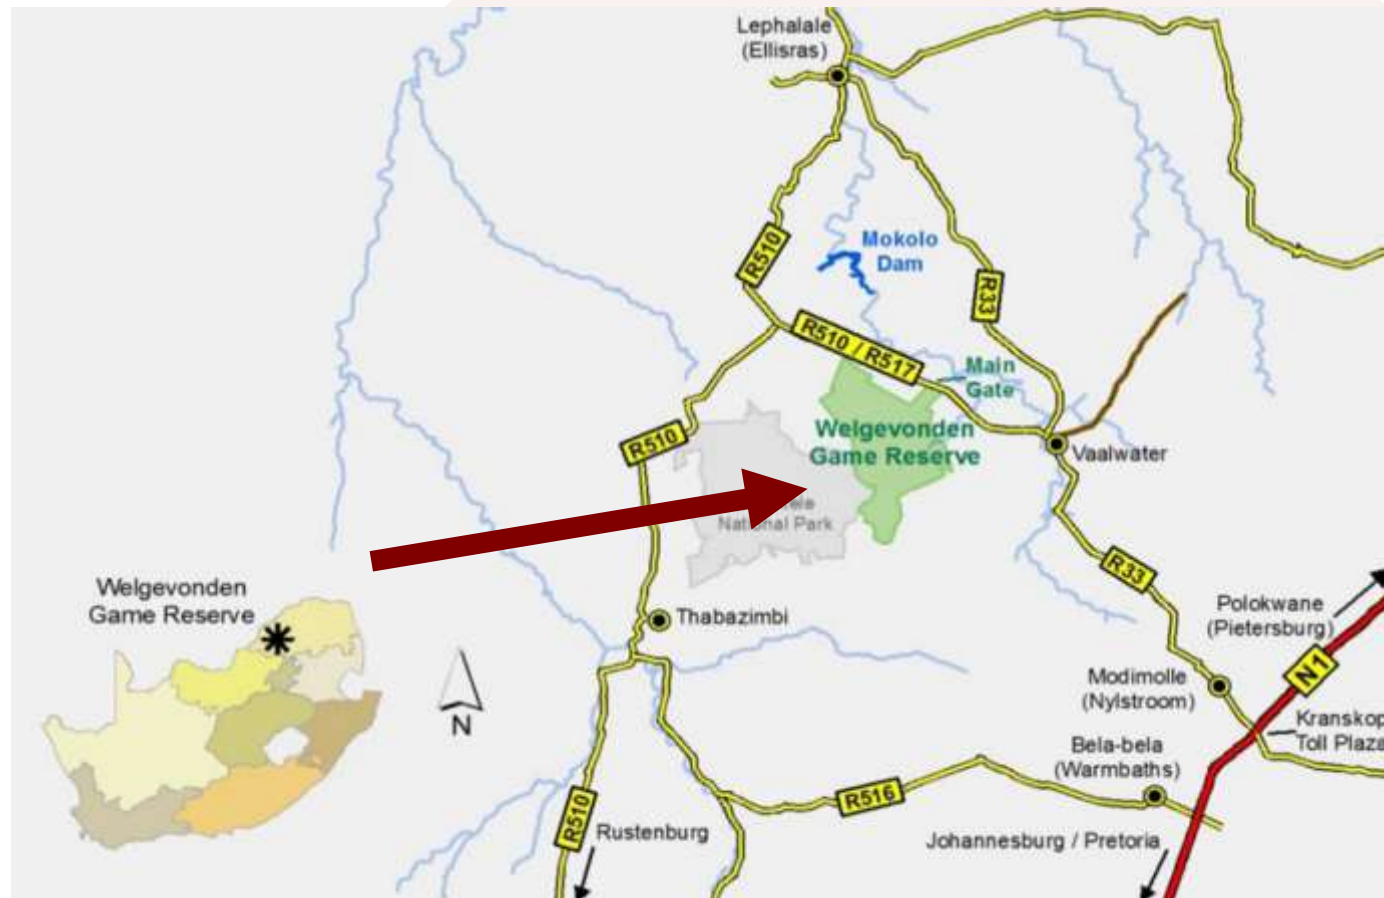 Lephalale
(Ellisras)
R510
Mokolo
Dam
R33
R510 / R517
Main
Gate
R510
Welgevonden
Game Reserve
Vaalwater
National Park
R33
Welgevonden
Game Reserve
Thabazimbi
Polokwane
(Pietersburg)
N1
Modimolle
(Nylstroom)
N
Kranskop
Toll Plaza
Bela-bela
(Warmbaths)
R516
R510
Rustenburg
Johannesburg / Pretoria